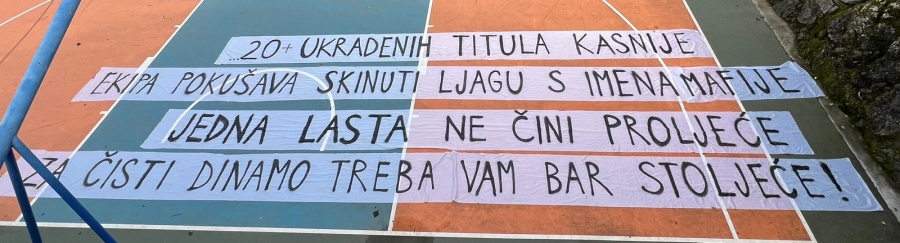 ...20+ UKRADENIH TITULA KASNIJE
EKIPA POKUŠAVA SKINUTI LJAGU S IMENA MAFIJE
JEDNA LASTA NE ČINI PROLJEĆE
ZA ČISTI DINAMO TREBA VAM BAR STOLJEĆE!